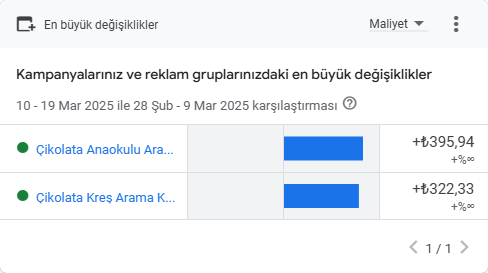 En büyük değişiklikler
Maliyet
Kampanyalarınız ve reklam gruplarınızdaki en büyük değişiklikler
10 - 19 Mar 2025 ile 28 Şub - 9 Mar 2025 karşılaştırması
Çikolata Anaokulu Ara...
+₺395,94
+%∞
Çikolata Kreş Arama K...
+₺322,33
+%∞
1 / 1